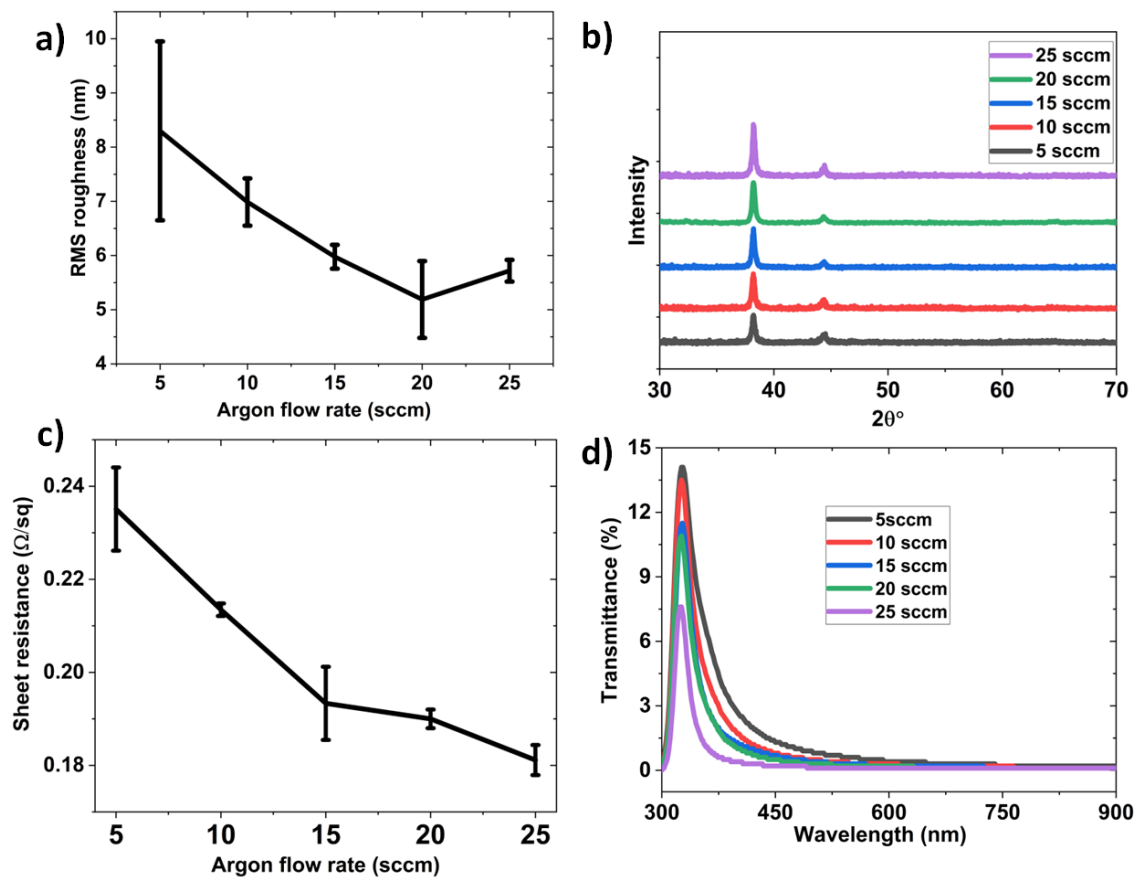 a)
10
9
8
7
6
5
4
RMS roughness (nm)
5 10 15 20 25
Argon flow rate (sccm)
b)
25 sccm
20 sccm
15 sccm
10 sccm
5 sccm
Intensity
30 40 50 60 70
2θ°
c)
0.24
0.22
0.20
0.18
Sheet resistance (Ω/sq)
5 10 15 20 25
Argon flow rate (sccm)
d)
15
12
9
6
3
0
Transmittance (%)
5sccm
10 sccm
15 sccm
20 sccm
25 sccm
300 450 600 750 900
Wavelength (nm)